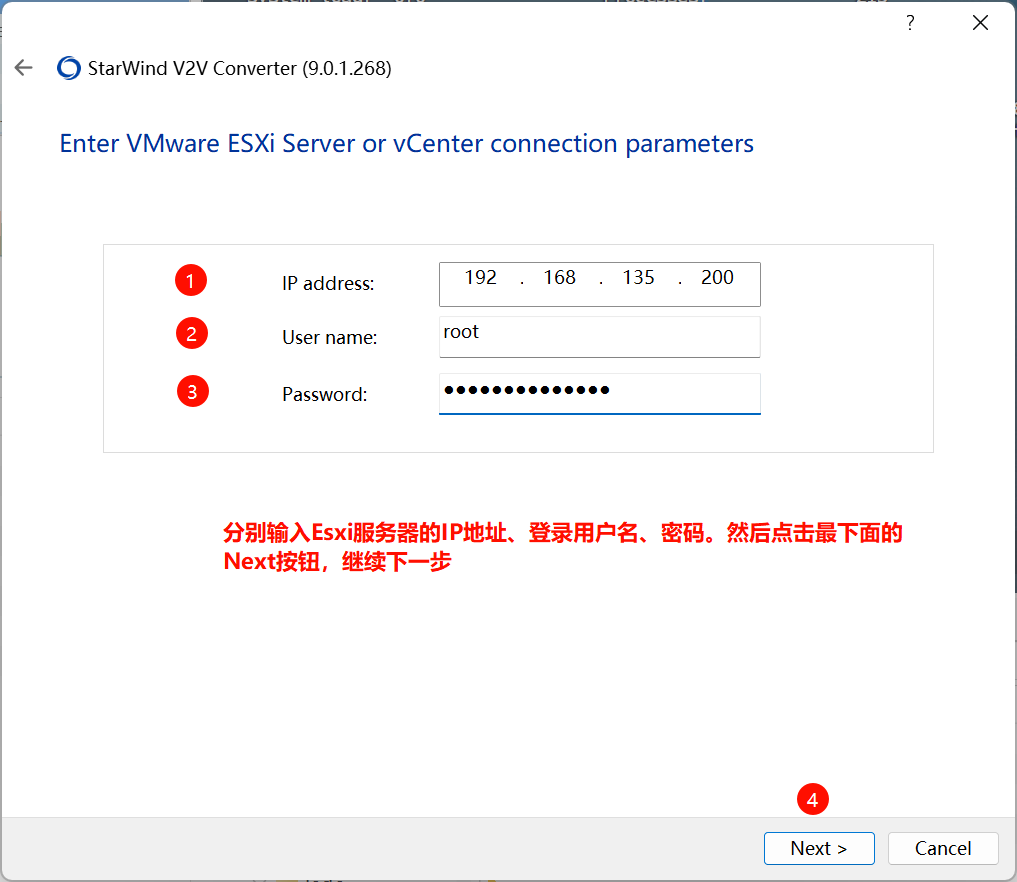 ?
StarWind V2V Converter (9.0.1.268)
Enter VMware ESXi Server or vCenter connection parameters
1 IP address: 192 . 168 . 135 . 200
2 User name: root
3 Password: ●●●●●●●●●●●●●●
分别输入Esxi服务器的IP地址、登录用户名、密码。然后点击最下面的
Next按钮，继续下一步
4
Next > Cancel